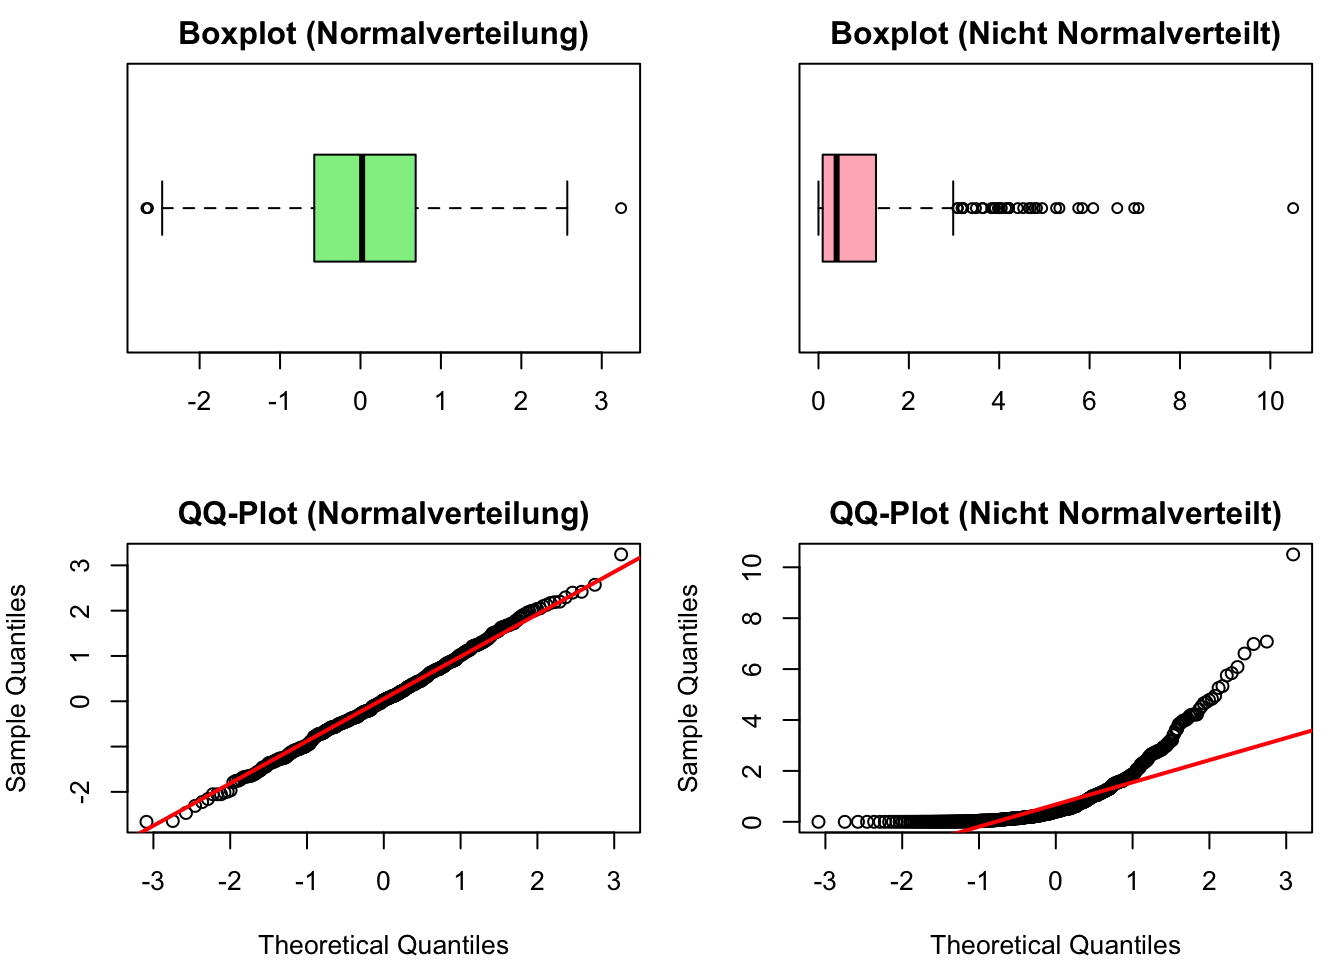 Boxplot (Normalverteilung)
-2 -1 0 1 2 3
Boxplot (Nicht Normalverteilt)
0 2 4 6 8 10
QQ-Plot (Normalverteilung)
Sample Quantiles
3
2
1
0
-2
-3 -2 -1 0 1 2 3
Theoretical Quantiles
QQ-Plot (Nicht Normalverteilt)
Sample Quantiles
10
8
6
4
2
0
-3 -2 -1 0 1 2 3
Theoretical Quantiles